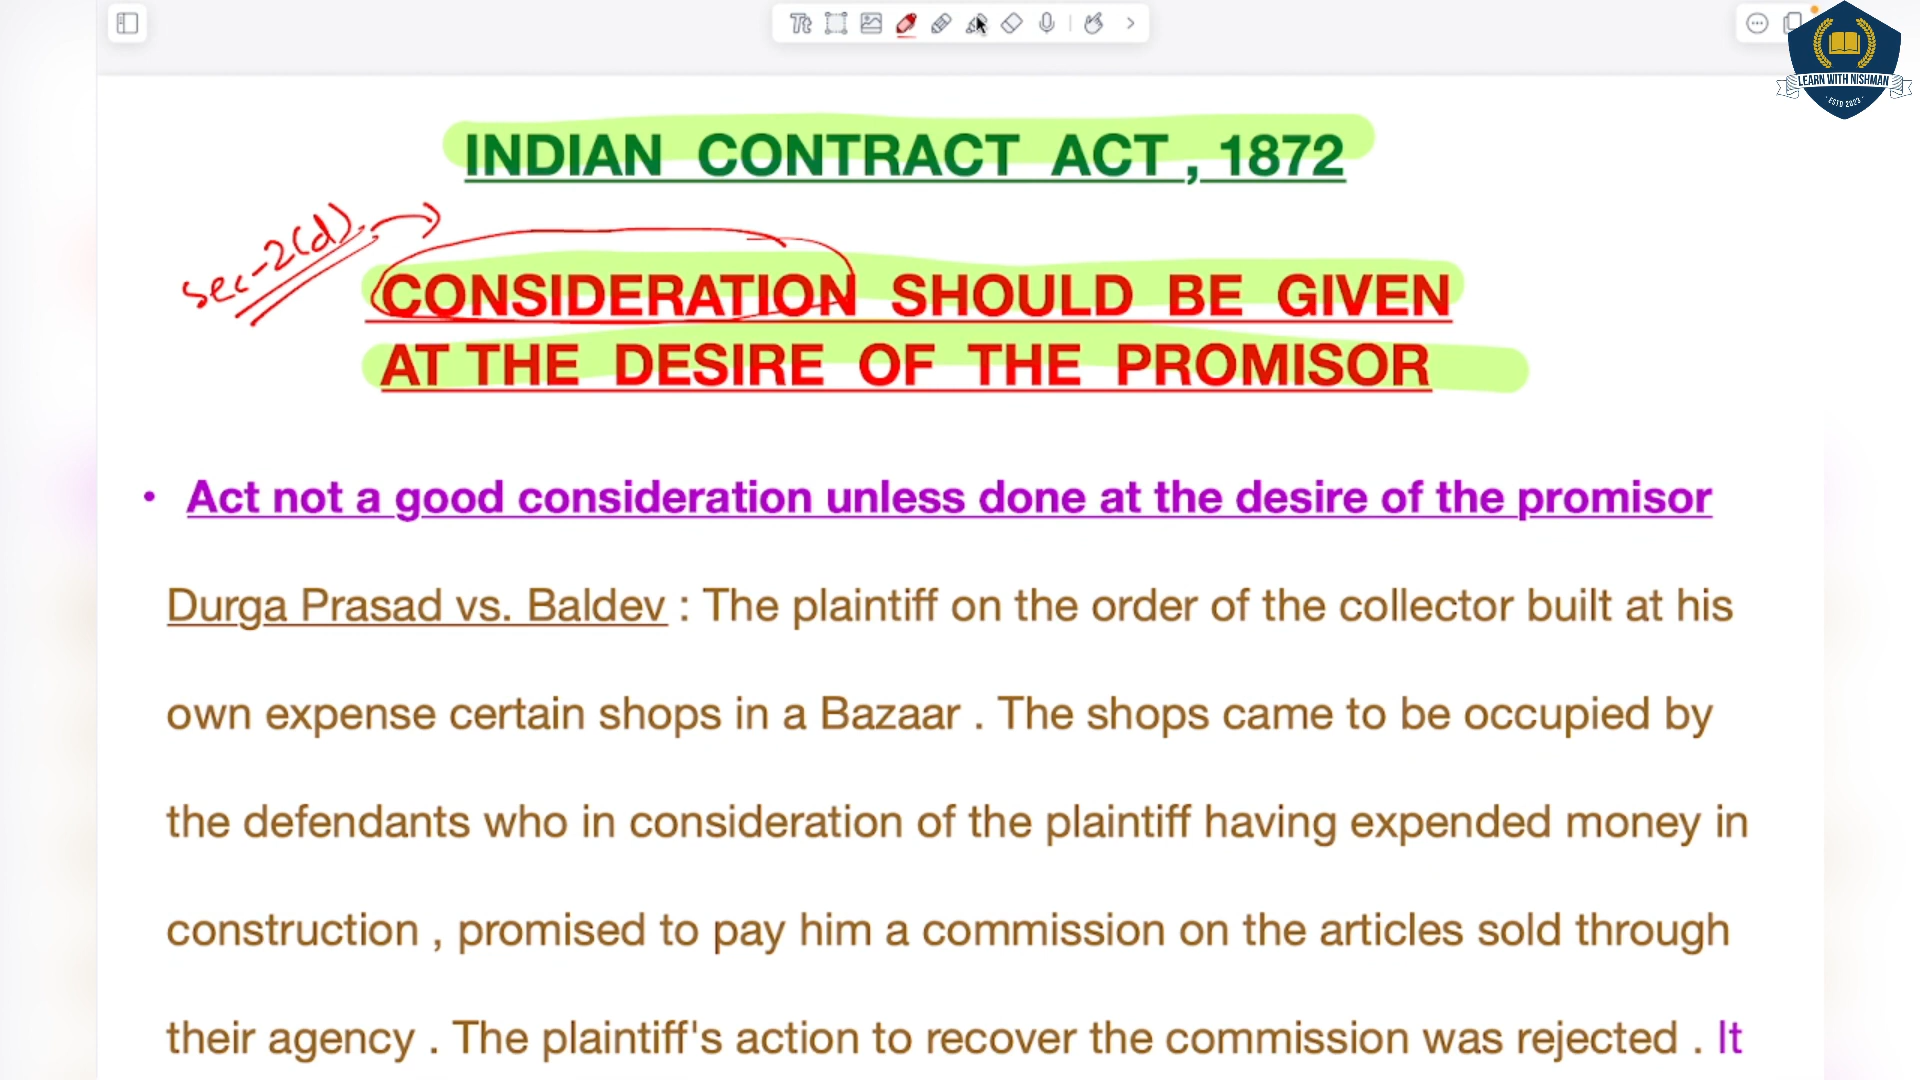 Tt
LEARN WITH NISHMAN
ESTD 2023
INDIAN CONTRACT ACT , 1872
Sec-2(d)
CONSIDERATION SHOULD BE GIVEN
AT THE DESIRE OF THE PROMISOR
• Act not a good consideration unless done at the desire of the promisor
Durga Prasad vs. Baldev : The plaintiff on the order of the collector built at his
own expense certain shops in a Bazaar . The shops came to be occupied by
the defendants who in consideration of the plaintiff having expended money in
construction , promised to pay him a commission on the articles sold through
their agency . The plaintiff's action to recover the commission was rejected . It